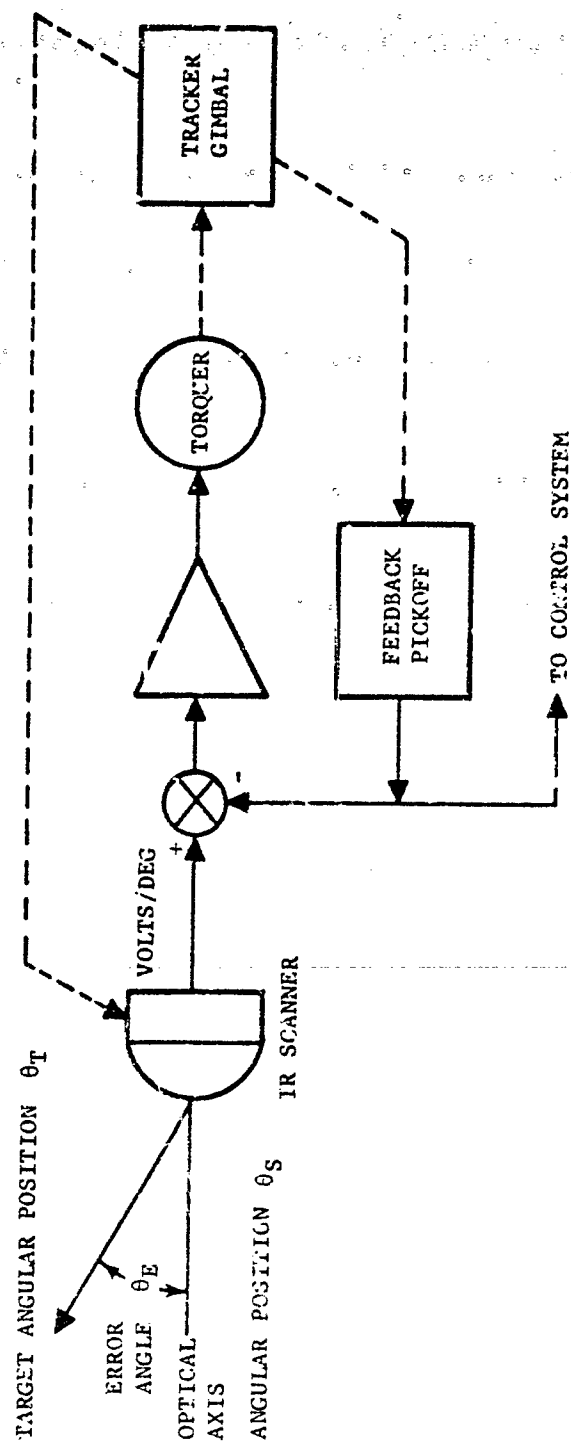 TARGET ANGULAR POSITION θT
ERROR
ANGLE θE
OPTICAL
AXIS
ANGULAR POSITION θS
IR SCANNER
VOLTS/DEG
+
-
TORQUER
TRACKER
GIMBAL
FEEDBACK
PICKOFF
TO CONTROL SYSTEM